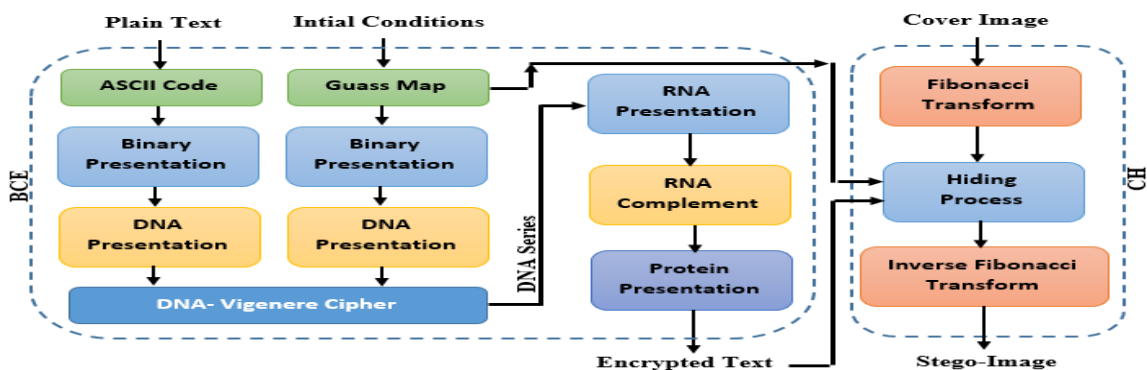 Plain Text
Intial Conditions
Cover Image
BCE
ASCII Code
Binary
Presentation
DNA
Presentation
Guass Map
Binary
Presentation
DNA
Presentation
DNA- Vigenere Cipher
DNA Series
RNA
Presentation
RNA
Complement
Protein
Presentation
Encrypted Text
Fibonacci
Transform
Hiding
Process
Inverse Fibonacci
Transform
CH
Stego-Image